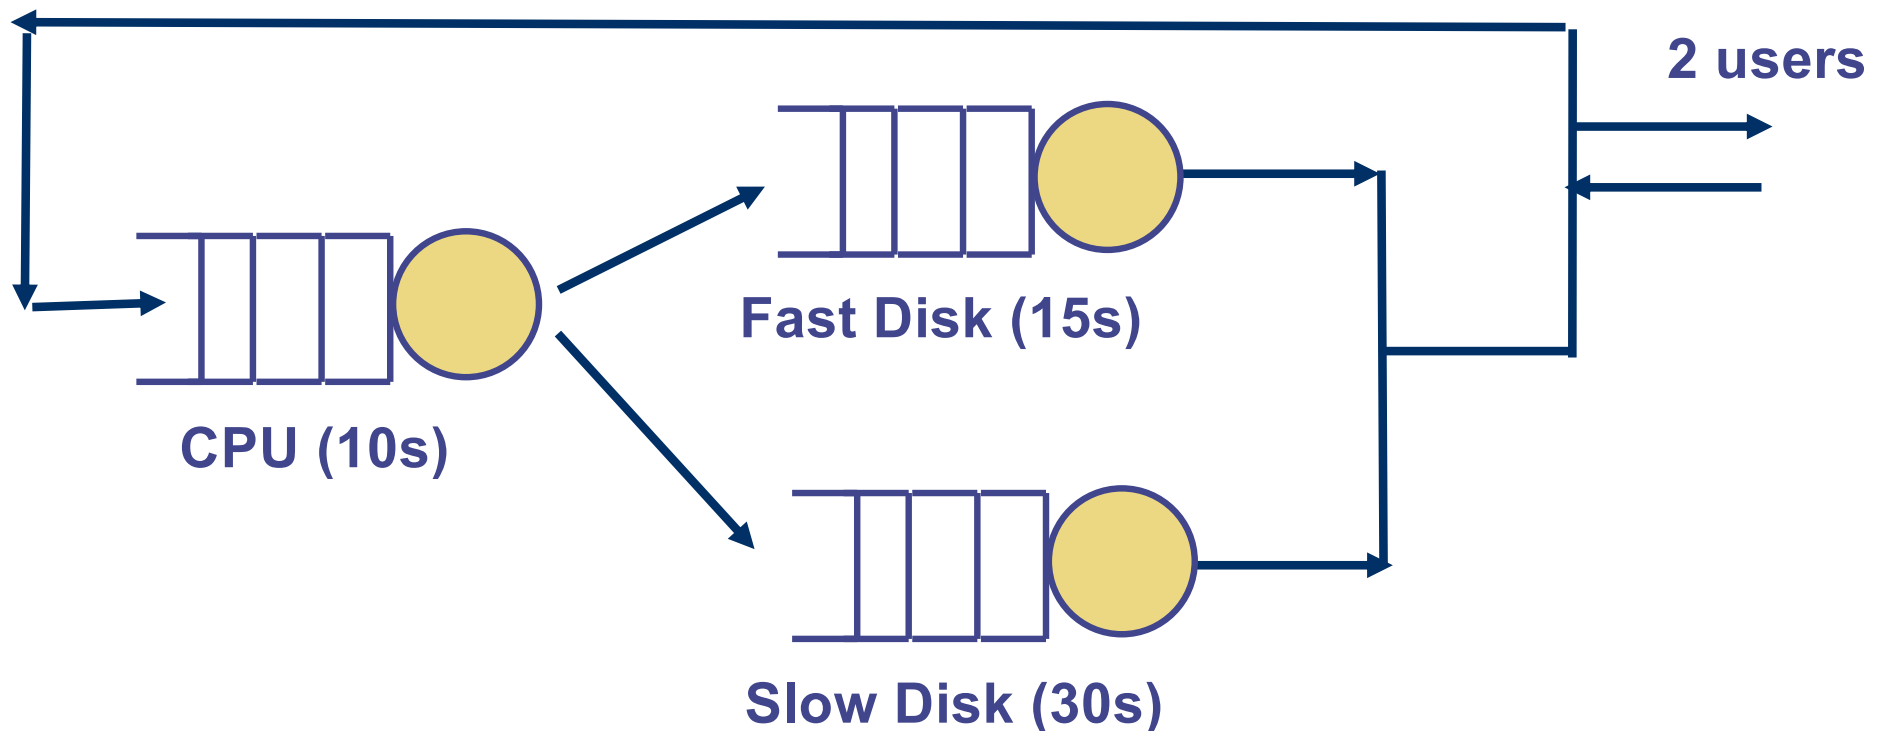 2 users
Fast Disk (15s)
CPU (10s)
Slow Disk (30s)